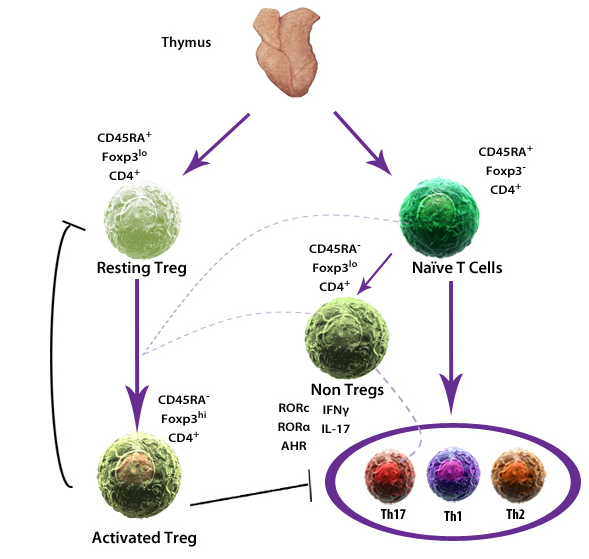 Thymus
CD45RA⁺
Foxp3ˡᵒ
CD4⁺
Resting Treg
CD45RA⁺
Foxp3⁻
CD4⁺
Naïve T Cells
CD45RA⁻
Foxp3ˡᵒ
CD4⁺
Non Tregs
RORc IFNγ
RORα IL-17
AHR
CD45RA⁻
Foxp3ʰⁱ
CD4⁺
Activated Treg
Th17 Th1 Th2